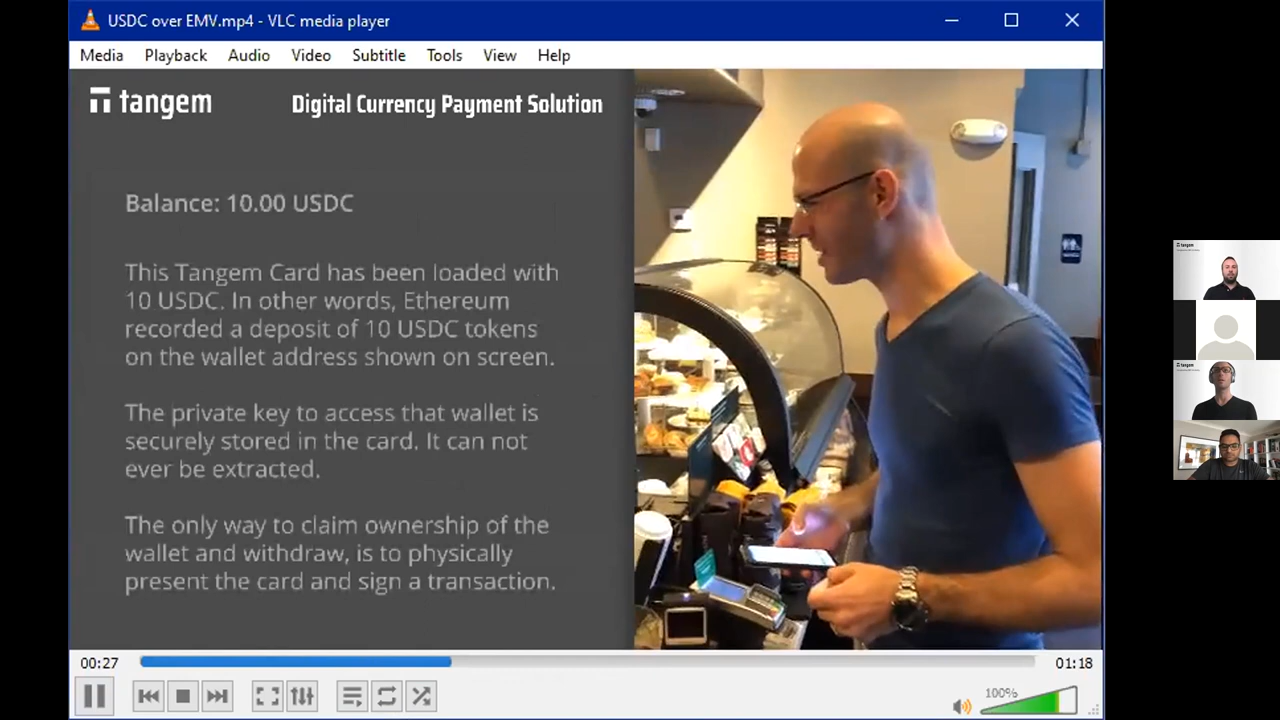 USDC over EMV.mp4 - VLC media player
Media Playback Audio Video Subtitle Tools View Help
tangem
Digital Currency Payment Solution
Balance: 10.00 USDC
This Tangem Card has been loaded with
10 USDC. In other words, Ethereum
recorded a deposit of 10 USDC tokens
on the wallet address shown on screen.
The private key to access that wallet is
securely stored in the card. It can not
ever be extracted.
The only way to claim ownership of the
wallet and withdraw, is to physically
present the card and sign a transaction.
00:27
01:18
100%
tangem
tangem